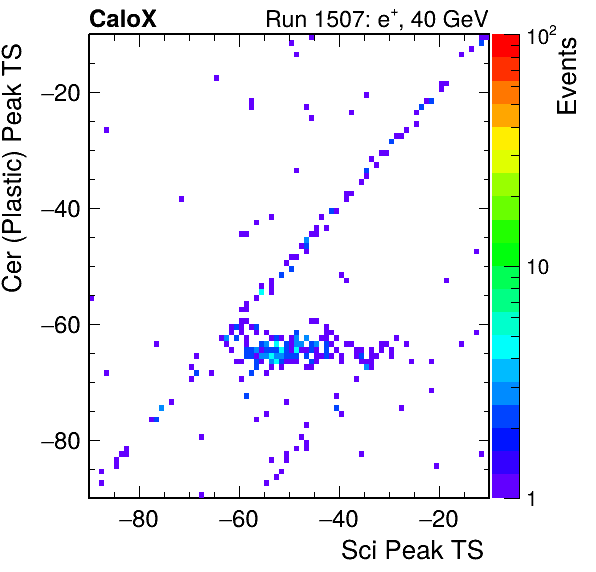 CaloX Run 1507: e⁺, 40 GeV
Cer (Plastic) Peak TS
−20
−40
−60
−80
−80 −60 −40 −20
Sci Peak TS
10²
10
1
Events